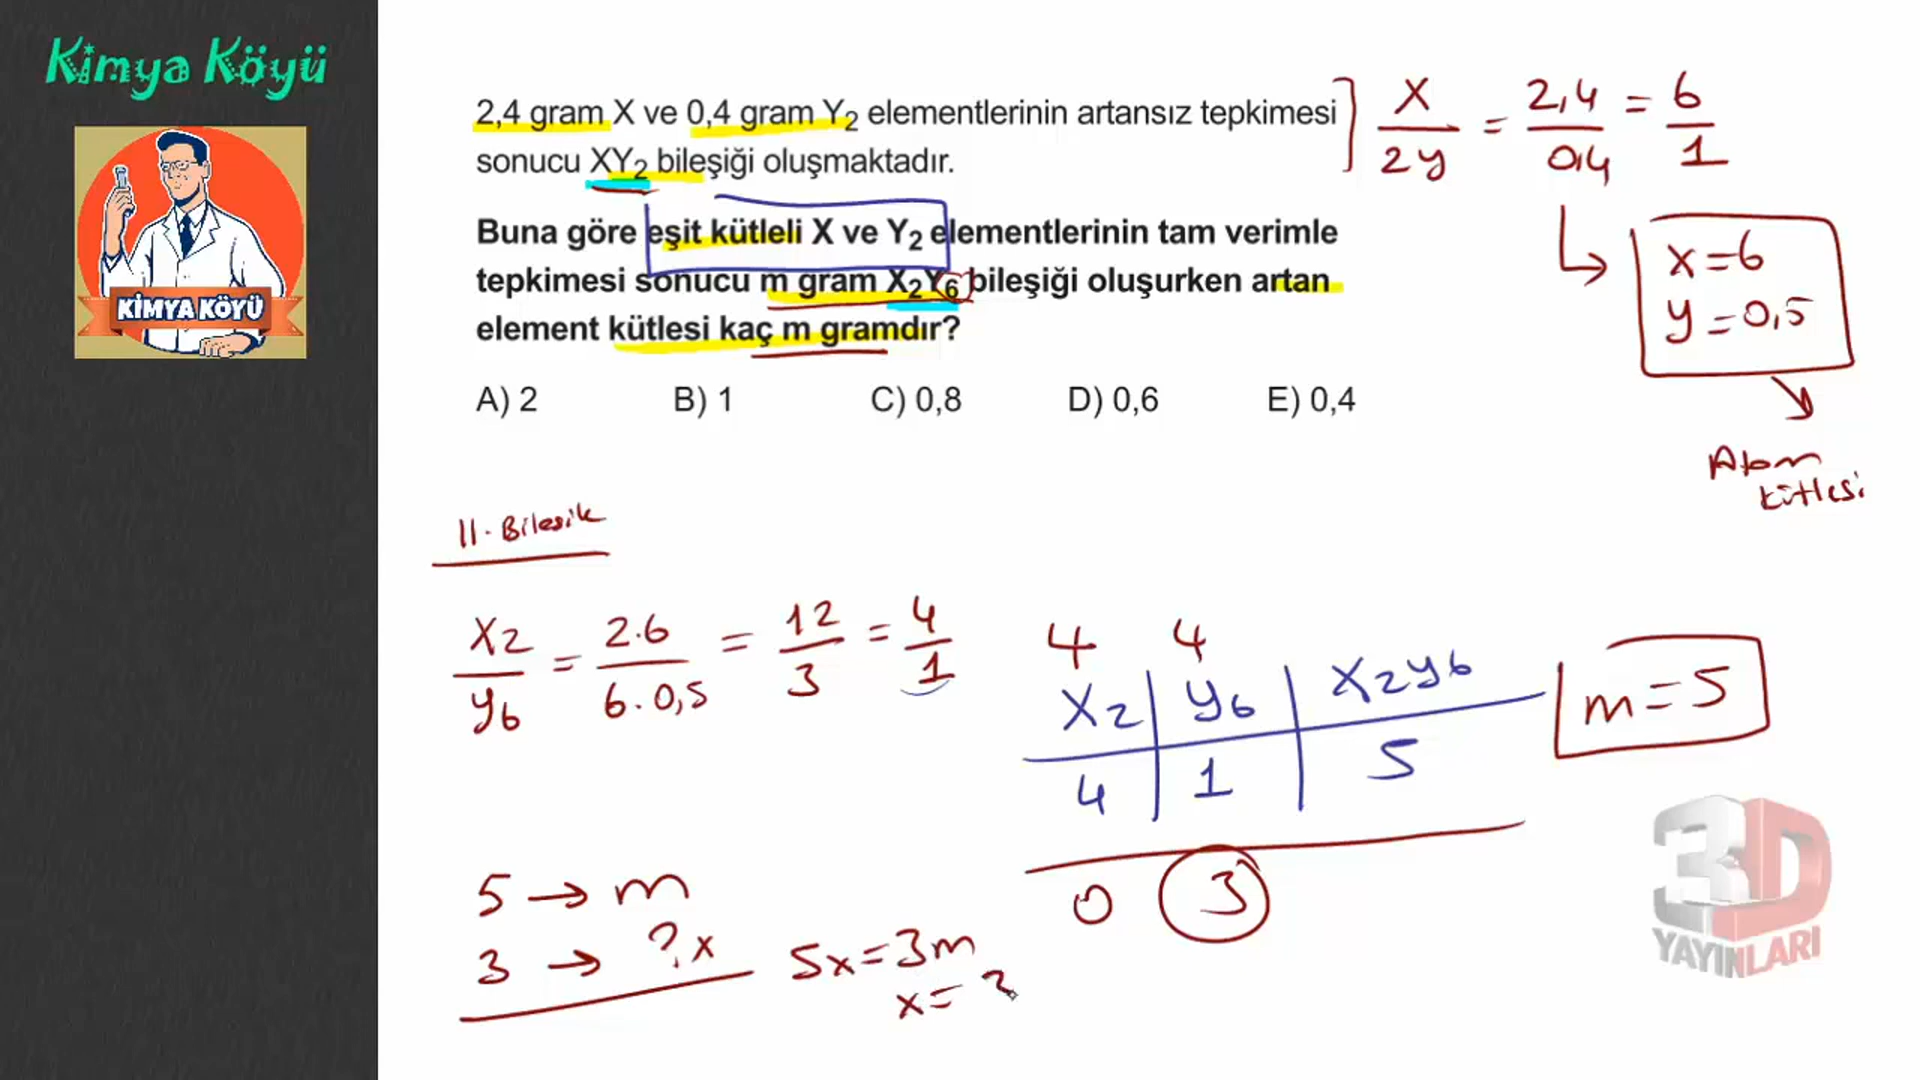 Kimya Köyü
KİMYA KÖYÜ
2,4 gram X ve 0,4 gram Y₂ elementlerinin artansız tepkimesi
sonucu XY₂ bileşiği oluşmaktadır.
Buna göre eşit kütleli X ve Y₂ elementlerinin tam verimle
tepkimesi sonucu m gram X₂Y₆ bileşiği oluşurken artan
element kütlesi kaç m gramdır?
A) 2 B) 1 C) 0,8 D) 0,6 E) 0,4
X/2y = 2,4/0,4 = 6/1
x=6
y=0,5
Atom
kütlesi
II. Bileşik
X2/y6 = 2.6/6.0,5 = 12/3 = 4/1
4 4
X2 y6 X2y6
4 1 5
0 3
m=5
5 → m
3 → ?x
5x=3m
x=
3D
YAYINLARI